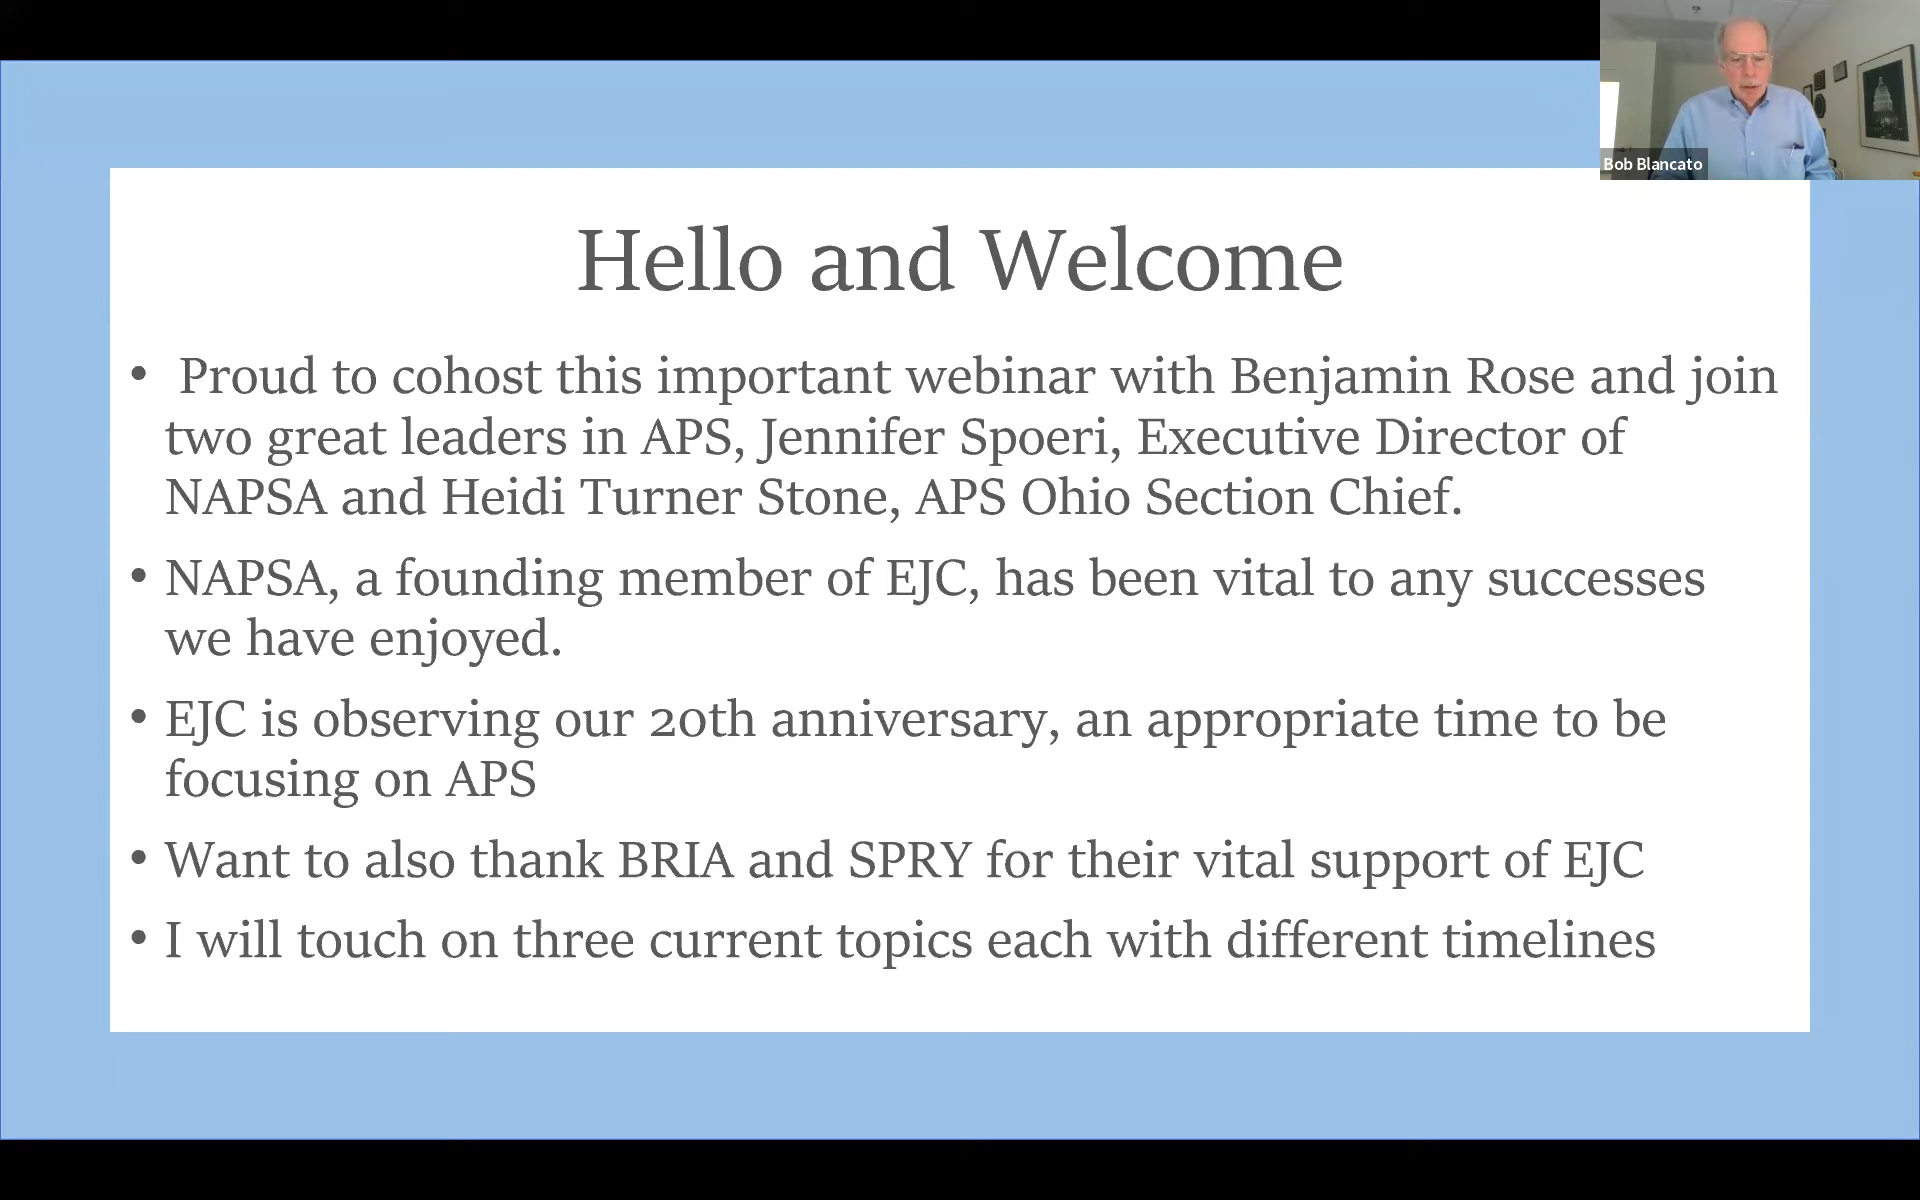 Bob Blancato
Hello and Welcome
• Proud to cohost this important webinar with Benjamin Rose and join
two great leaders in APS, Jennifer Spoeri, Executive Director of
NAPSA and Heidi Turner Stone, APS Ohio Section Chief.
• NAPSA, a founding member of EJC, has been vital to any successes
we have enjoyed.
• EJC is observing our 20th anniversary, an appropriate time to be
focusing on APS
• Want to also thank BRIA and SPRY for their vital support of EJC
• I will touch on three current topics each with different timelines